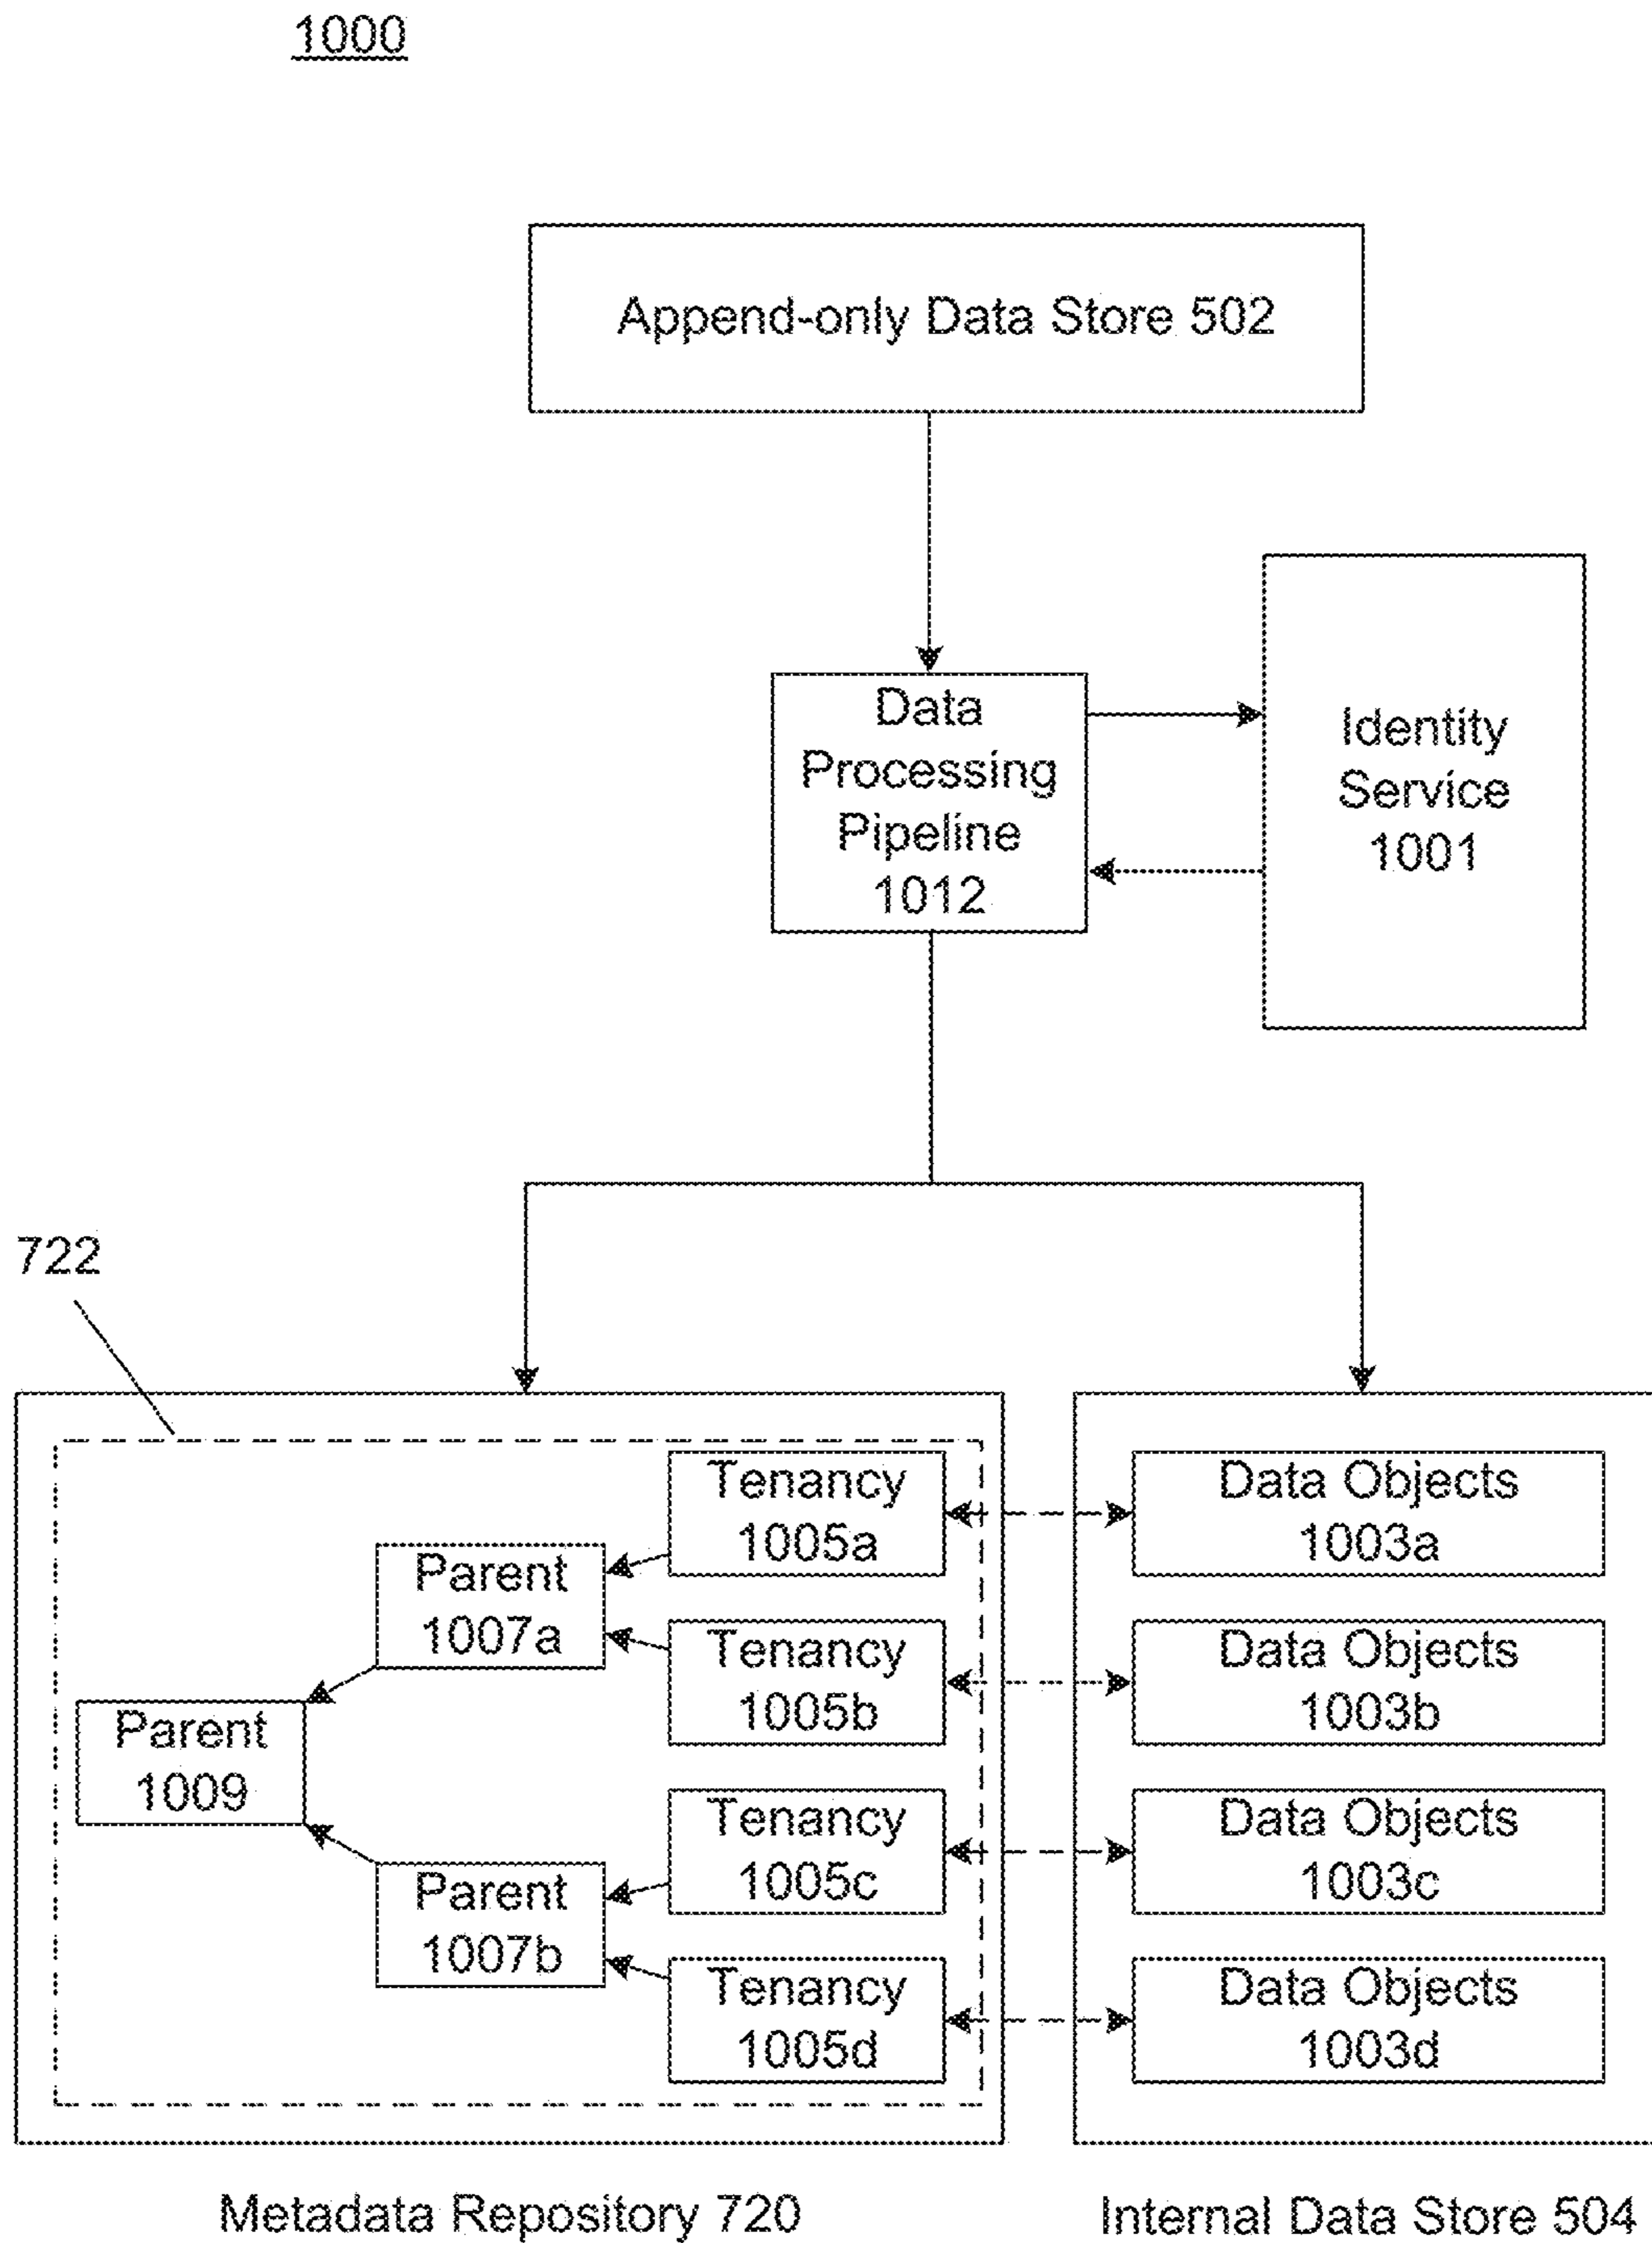 1000
Append-only Data Store 502
Data
Processing
Pipeline
1012
Identity
Service
1001
722
Tenancy
1005a
Data Objects
1003a
Parent
1007a
Tenancy
1005b
Data Objects
1003b
Parent
1009
Tenancy
1005c
Data Objects
1003c
Parent
1007b
Tenancy
1005d
Data Objects
1003d
Metadata Repository 720
Internal Data Store 504